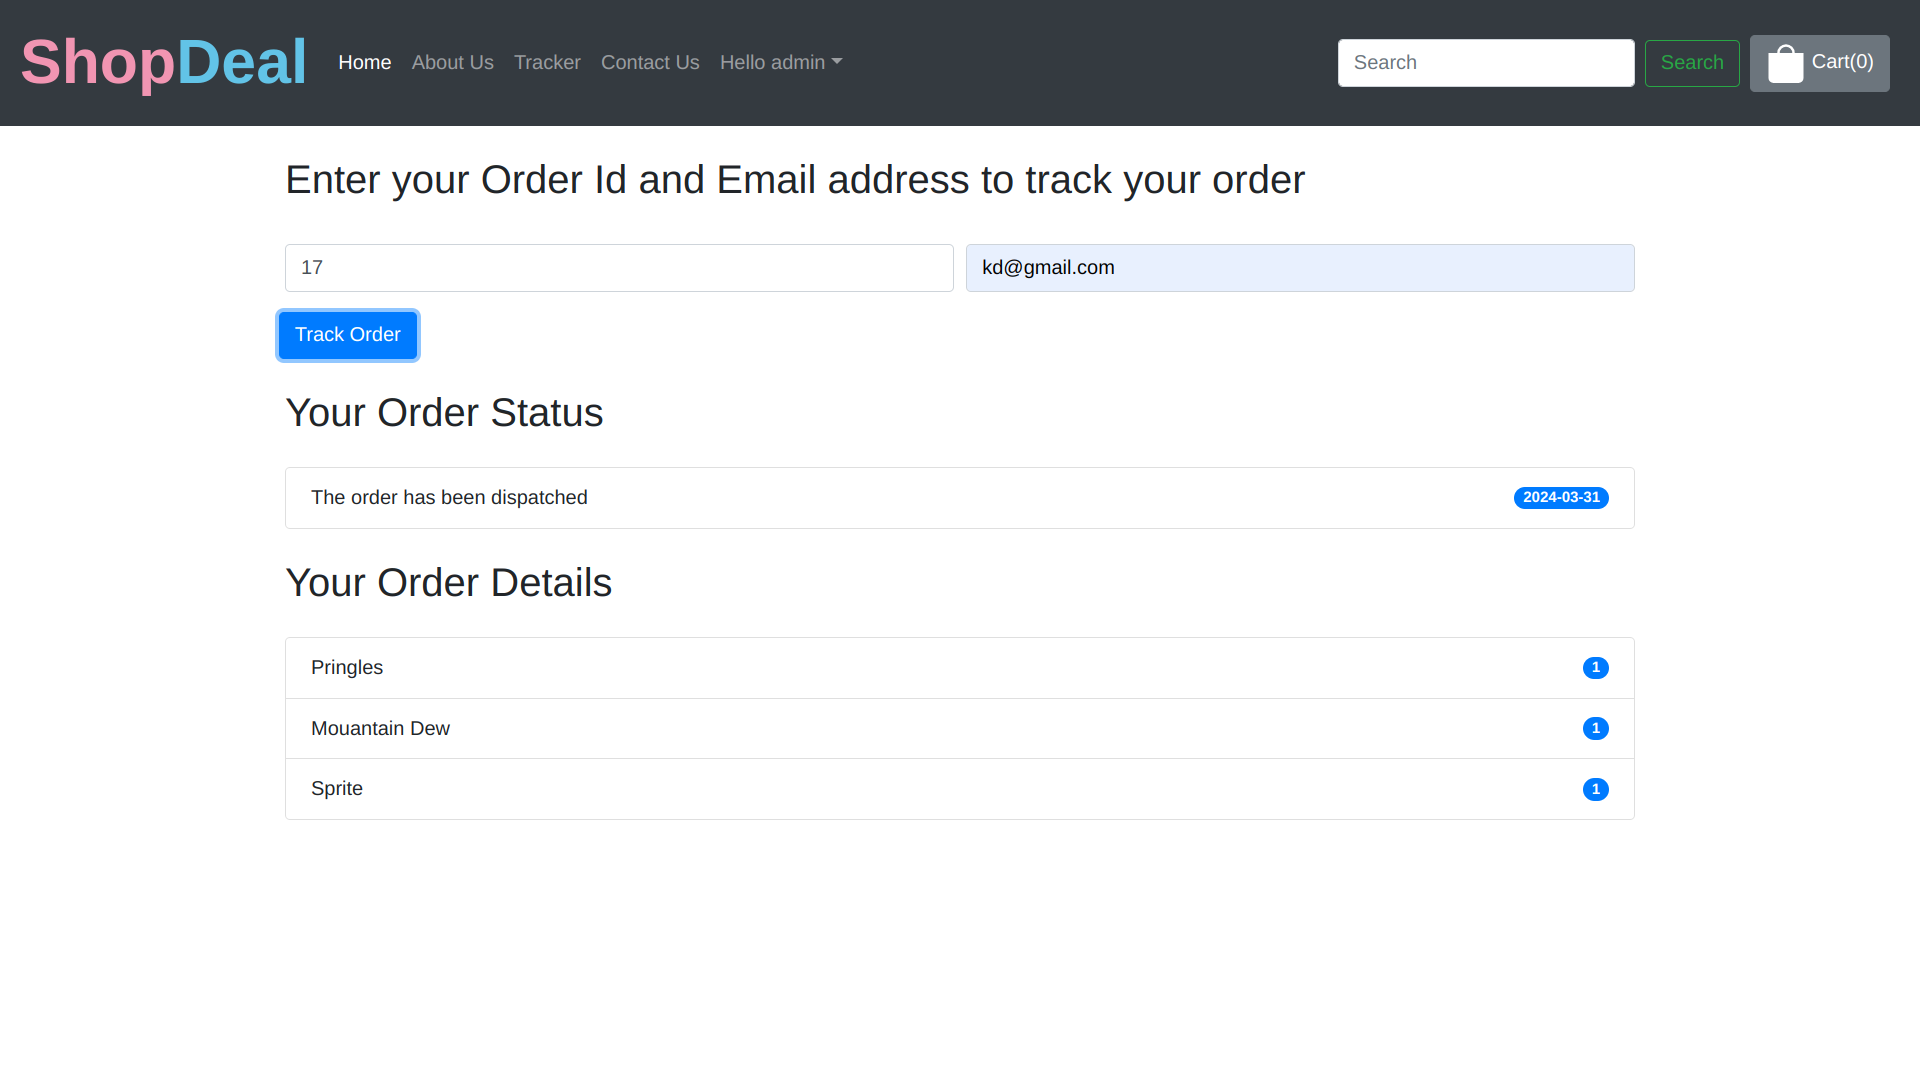 ShopDeal Home About Us Tracker Contact Us Hello admin Search Search Cart(0)
Enter your Order Id and Email address to track your order
17 kd@gmail.com
Track Order
Your Order Status
The order has been dispatched 2024-03-31
Your Order Details
Pringles 1
Mouantain Dew 1
Sprite 1